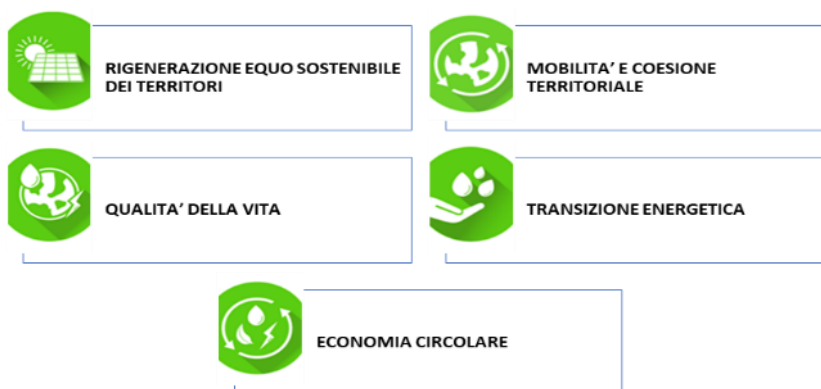 RIGENERAZIONE EQUO SOSTENIBILE
DEI TERRITORI
MOBILITA’ E COESIONE
TERRITORIALE
QUALITA’ DELLA VITA
TRANSIZIONE ENERGETICA
ECONOMIA CIRCOLARE